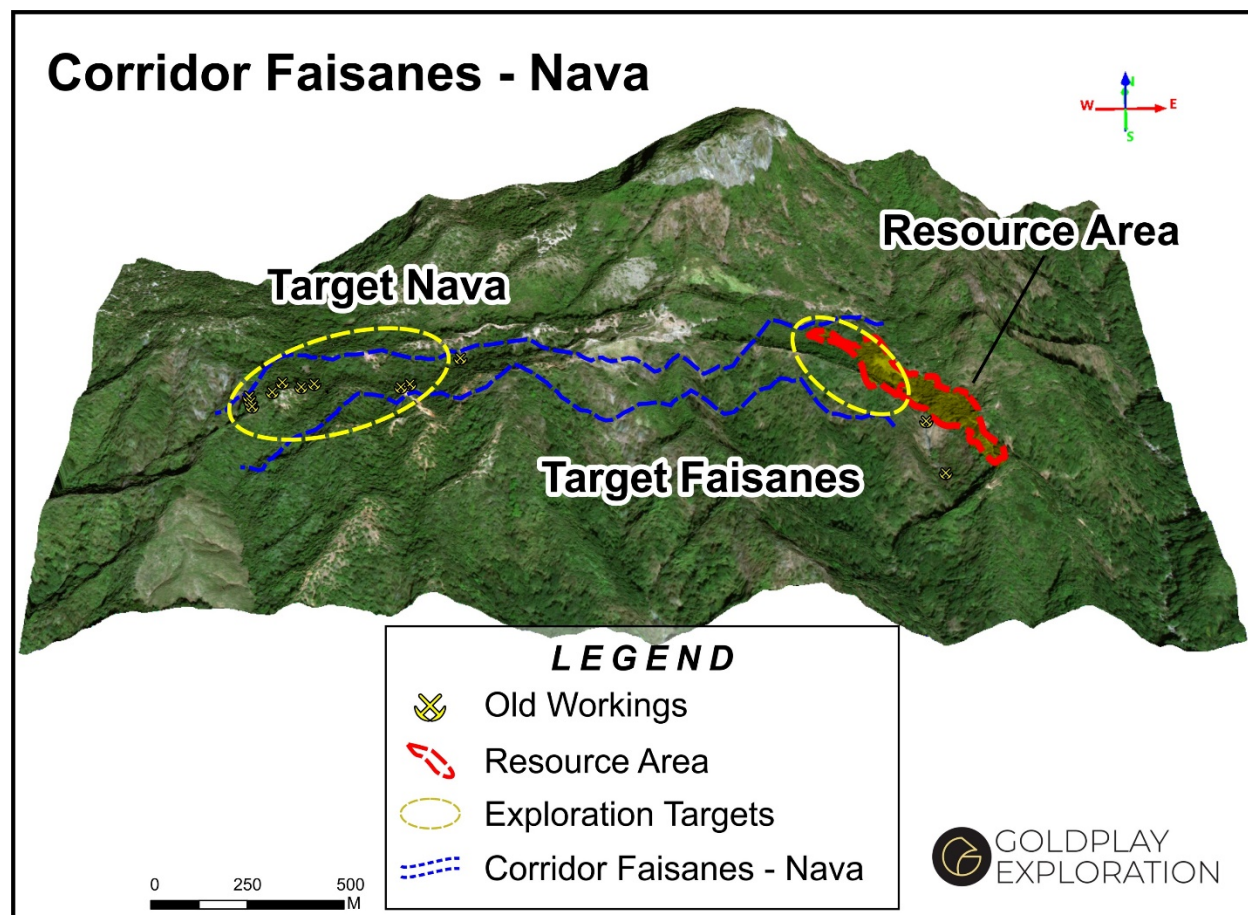 Corridor Faisanes - Nava
N
W E
S
Resource Area
Target Nava
Target Faisanes
LEGEND
Old Workings
Resource Area
Exploration Targets
Corridor Faisanes - Nava
0 250 500
M
GOLDPLAY
EXPLORATION